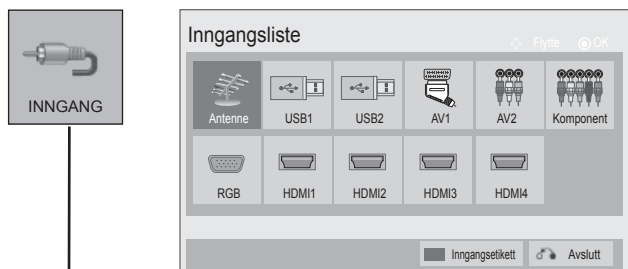 INNGANG
Inngangsliste
Flytte OK
Antenne USB1 USB2 AV1 AV2 Komponent
RGB HDMI1 HDMI2 HDMI3 HDMI4
Inngangsetikett Avslutt